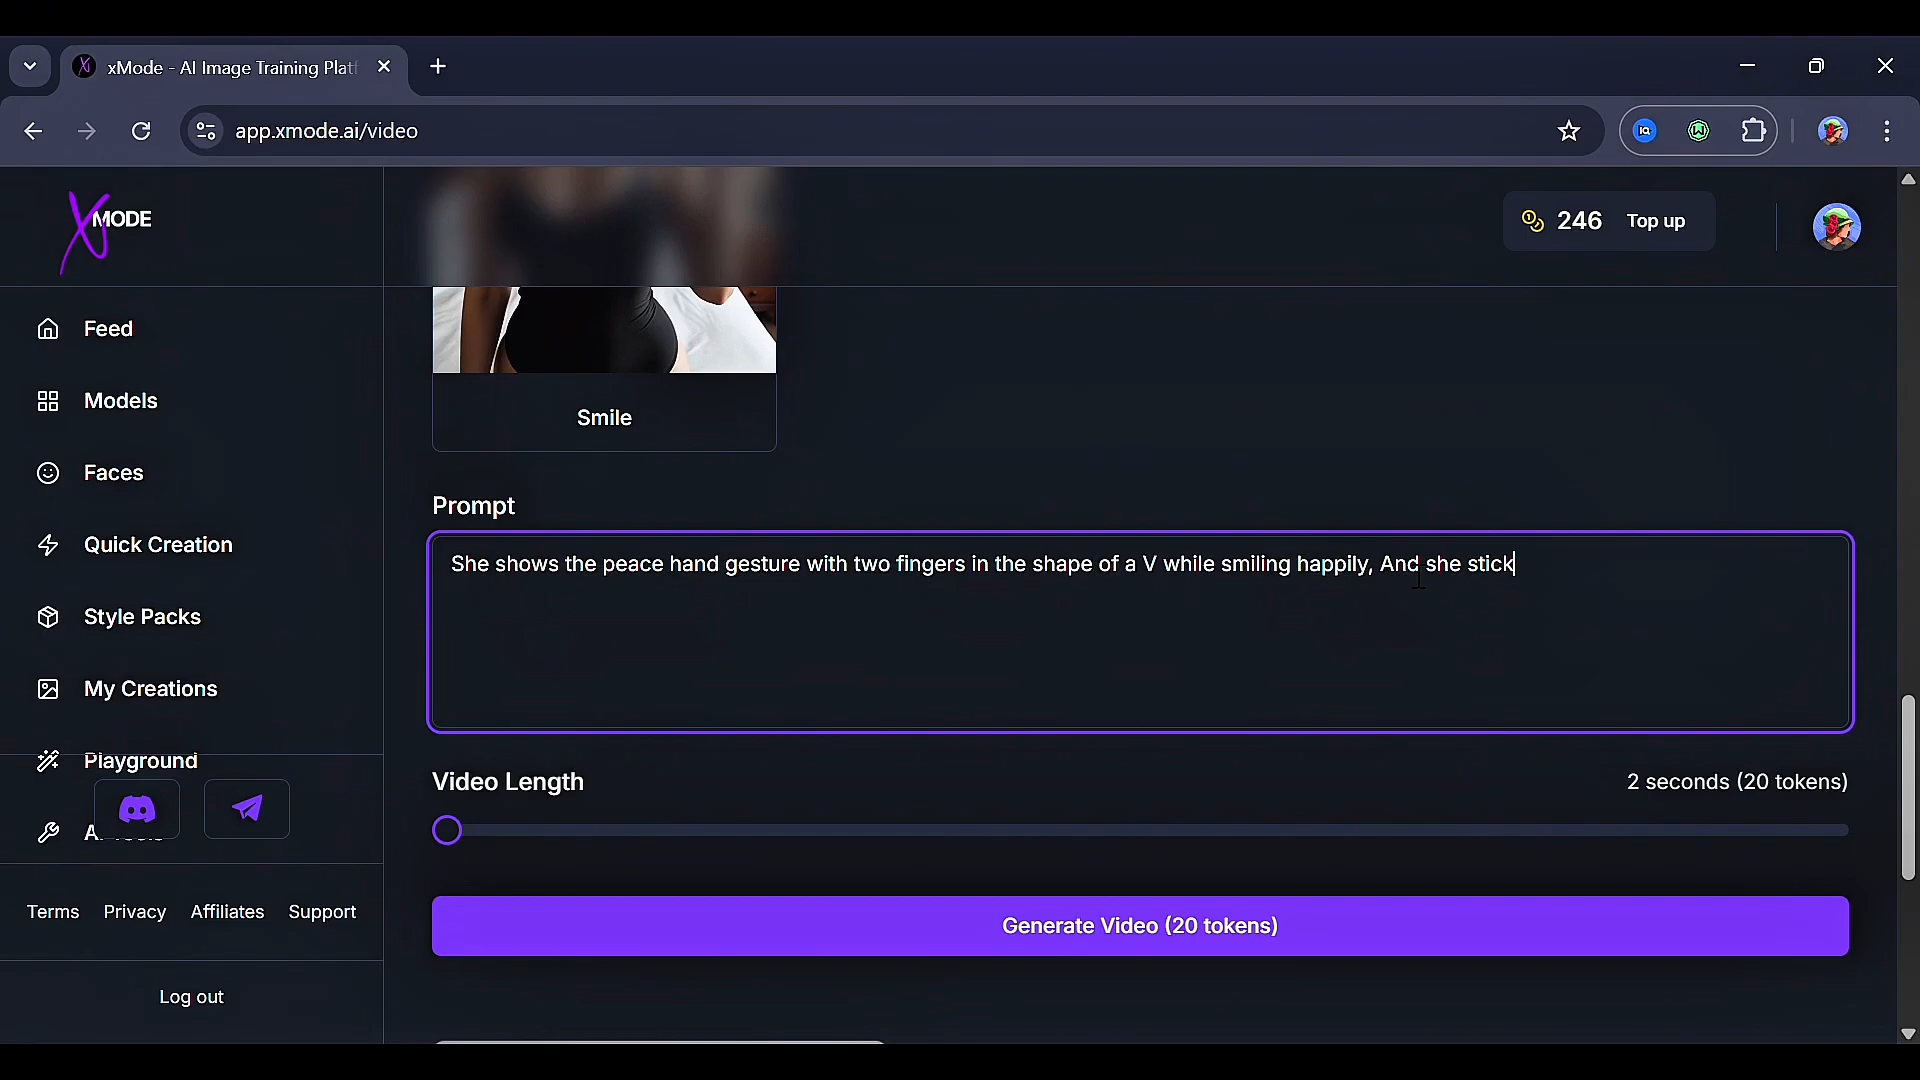 xMode - AI Image Training Plat
app.xmode.ai/video
X MODE
246 Top up
Feed
Models
Faces
Quick Creation
Style Packs
My Creations
Playground
Terms Privacy Affiliates Support
Log out
Smile
Prompt
She shows the peace hand gesture with two fingers in the shape of a V while smiling happily, And she stick
Video Length
2 seconds (20 tokens)
Generate Video (20 tokens)